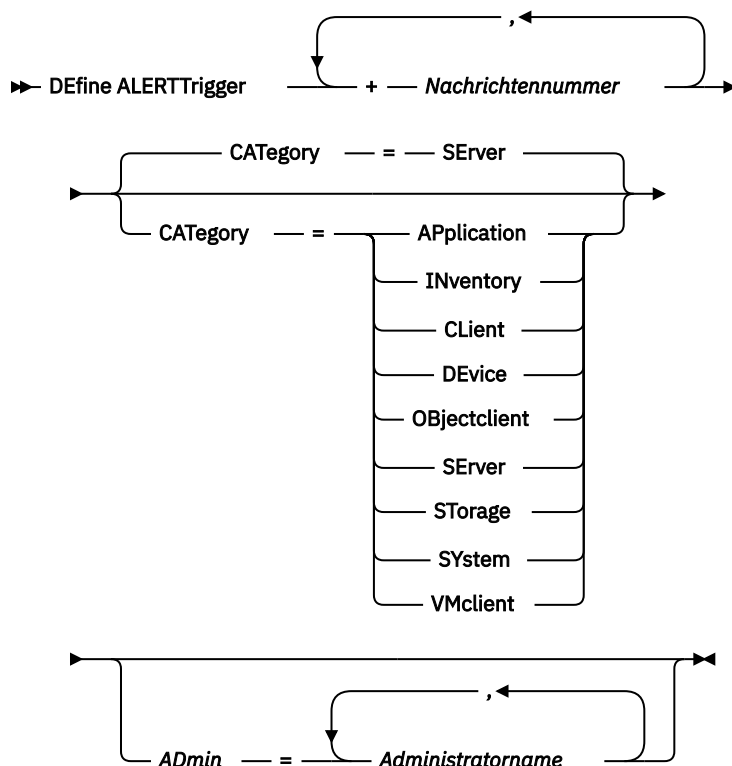 ,
DEfine ALERTTrigger + Nachrichtennummer
CATegory = SErver
CATegory = APplication
INventory
CLient
DEvice
OBjectclient
SErver
STorage
SYstem
VMclient
,
ADmin = Administratorname